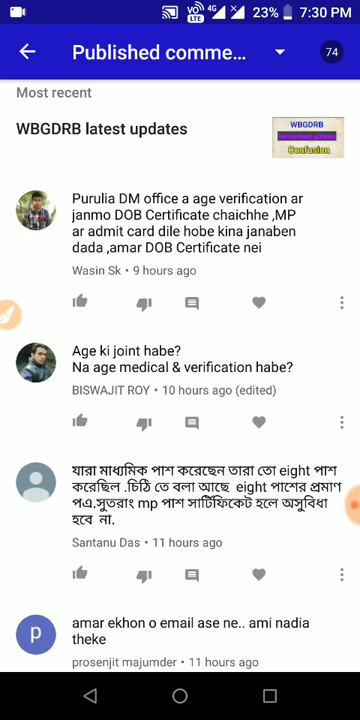 VO
LTE
4G
23%
7:30 PM
Published comme...
74
Most recent
WBGDRB latest updates
WBGDRB
Confusion
Purulia DM office a age verification ar
janmo DOB Certificate chaichhe ,MP
ar admit card dile hobe kina janaben
dada ,amar DOB Certificate nei
Wasin Sk • 9 hours ago
Age ki joint habe?
Na age medical & verification habe?
BISWAJIT ROY • 10 hours ago (edited)
যারা মাধ্যমিক পাশ করেছেন তারা তো eight পাশ
করেছিল .চিঠি তে বলা আছে eight পাশের প্রমাণ
পএ.সুতরাং mp পাশ সার্টিফিকেট হলে অসুবিধা
হবে না.
Santanu Das • 11 hours ago
p
amar ekhon o email ase ne.. ami nadia
theke
prosenjit majumder • 11 hours ago